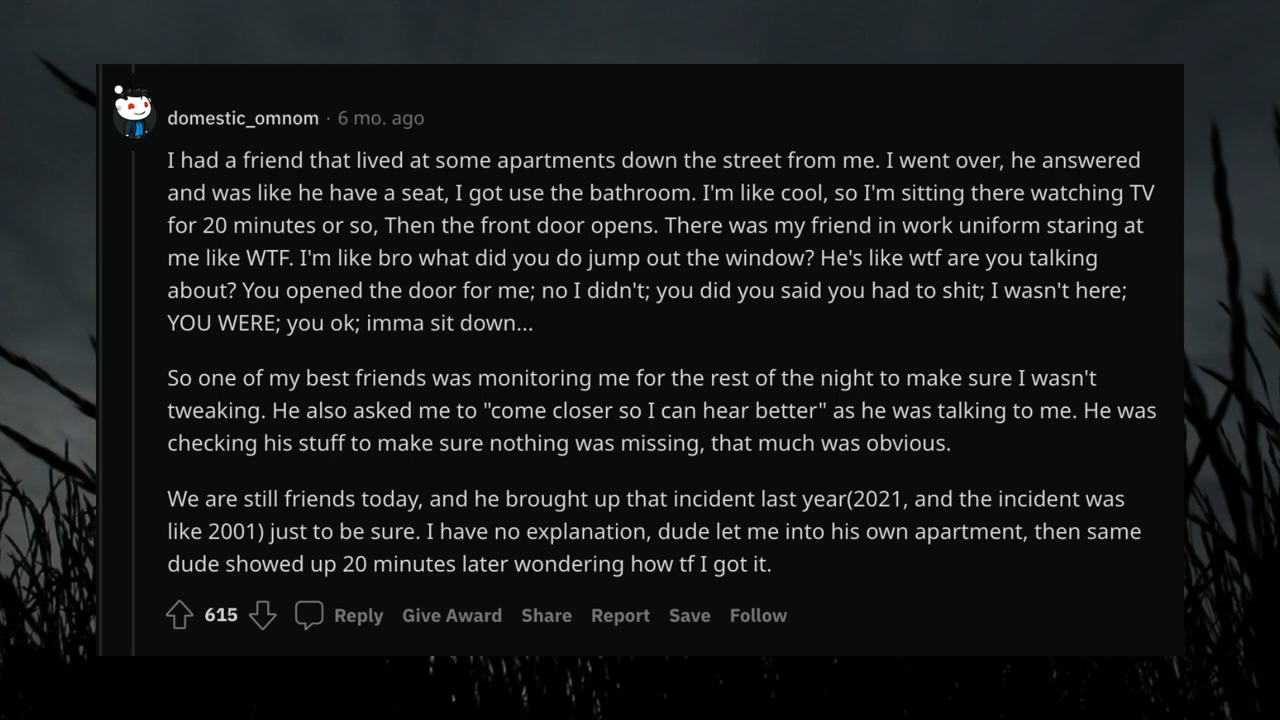 domestic_omnom · 6 mo. ago
I had a friend that lived at some apartments down the street from me. I went over, he answered
and was like he have a seat, I got use the bathroom. I'm like cool, so I'm sitting there watching TV
for 20 minutes or so, Then the front door opens. There was my friend in work uniform staring at
me like WTF. I'm like bro what did you do jump out the window? He's like wtf are you talking
about? You opened the door for me; no I didn't; you did you said you had to shit; I wasn't here;
YOU WERE; you ok; imma sit down...
So one of my best friends was monitoring me for the rest of the night to make sure I wasn't
tweaking. He also asked me to "come closer so I can hear better" as he was talking to me. He was
checking his stuff to make sure nothing was missing, that much was obvious.
We are still friends today, and he brought up that incident last year(2021, and the incident was
like 2001) just to be sure. I have no explanation, dude let me into his own apartment, then same
dude showed up 20 minutes later wondering how tf I got it.
615 Reply Give Award Share Report Save Follow